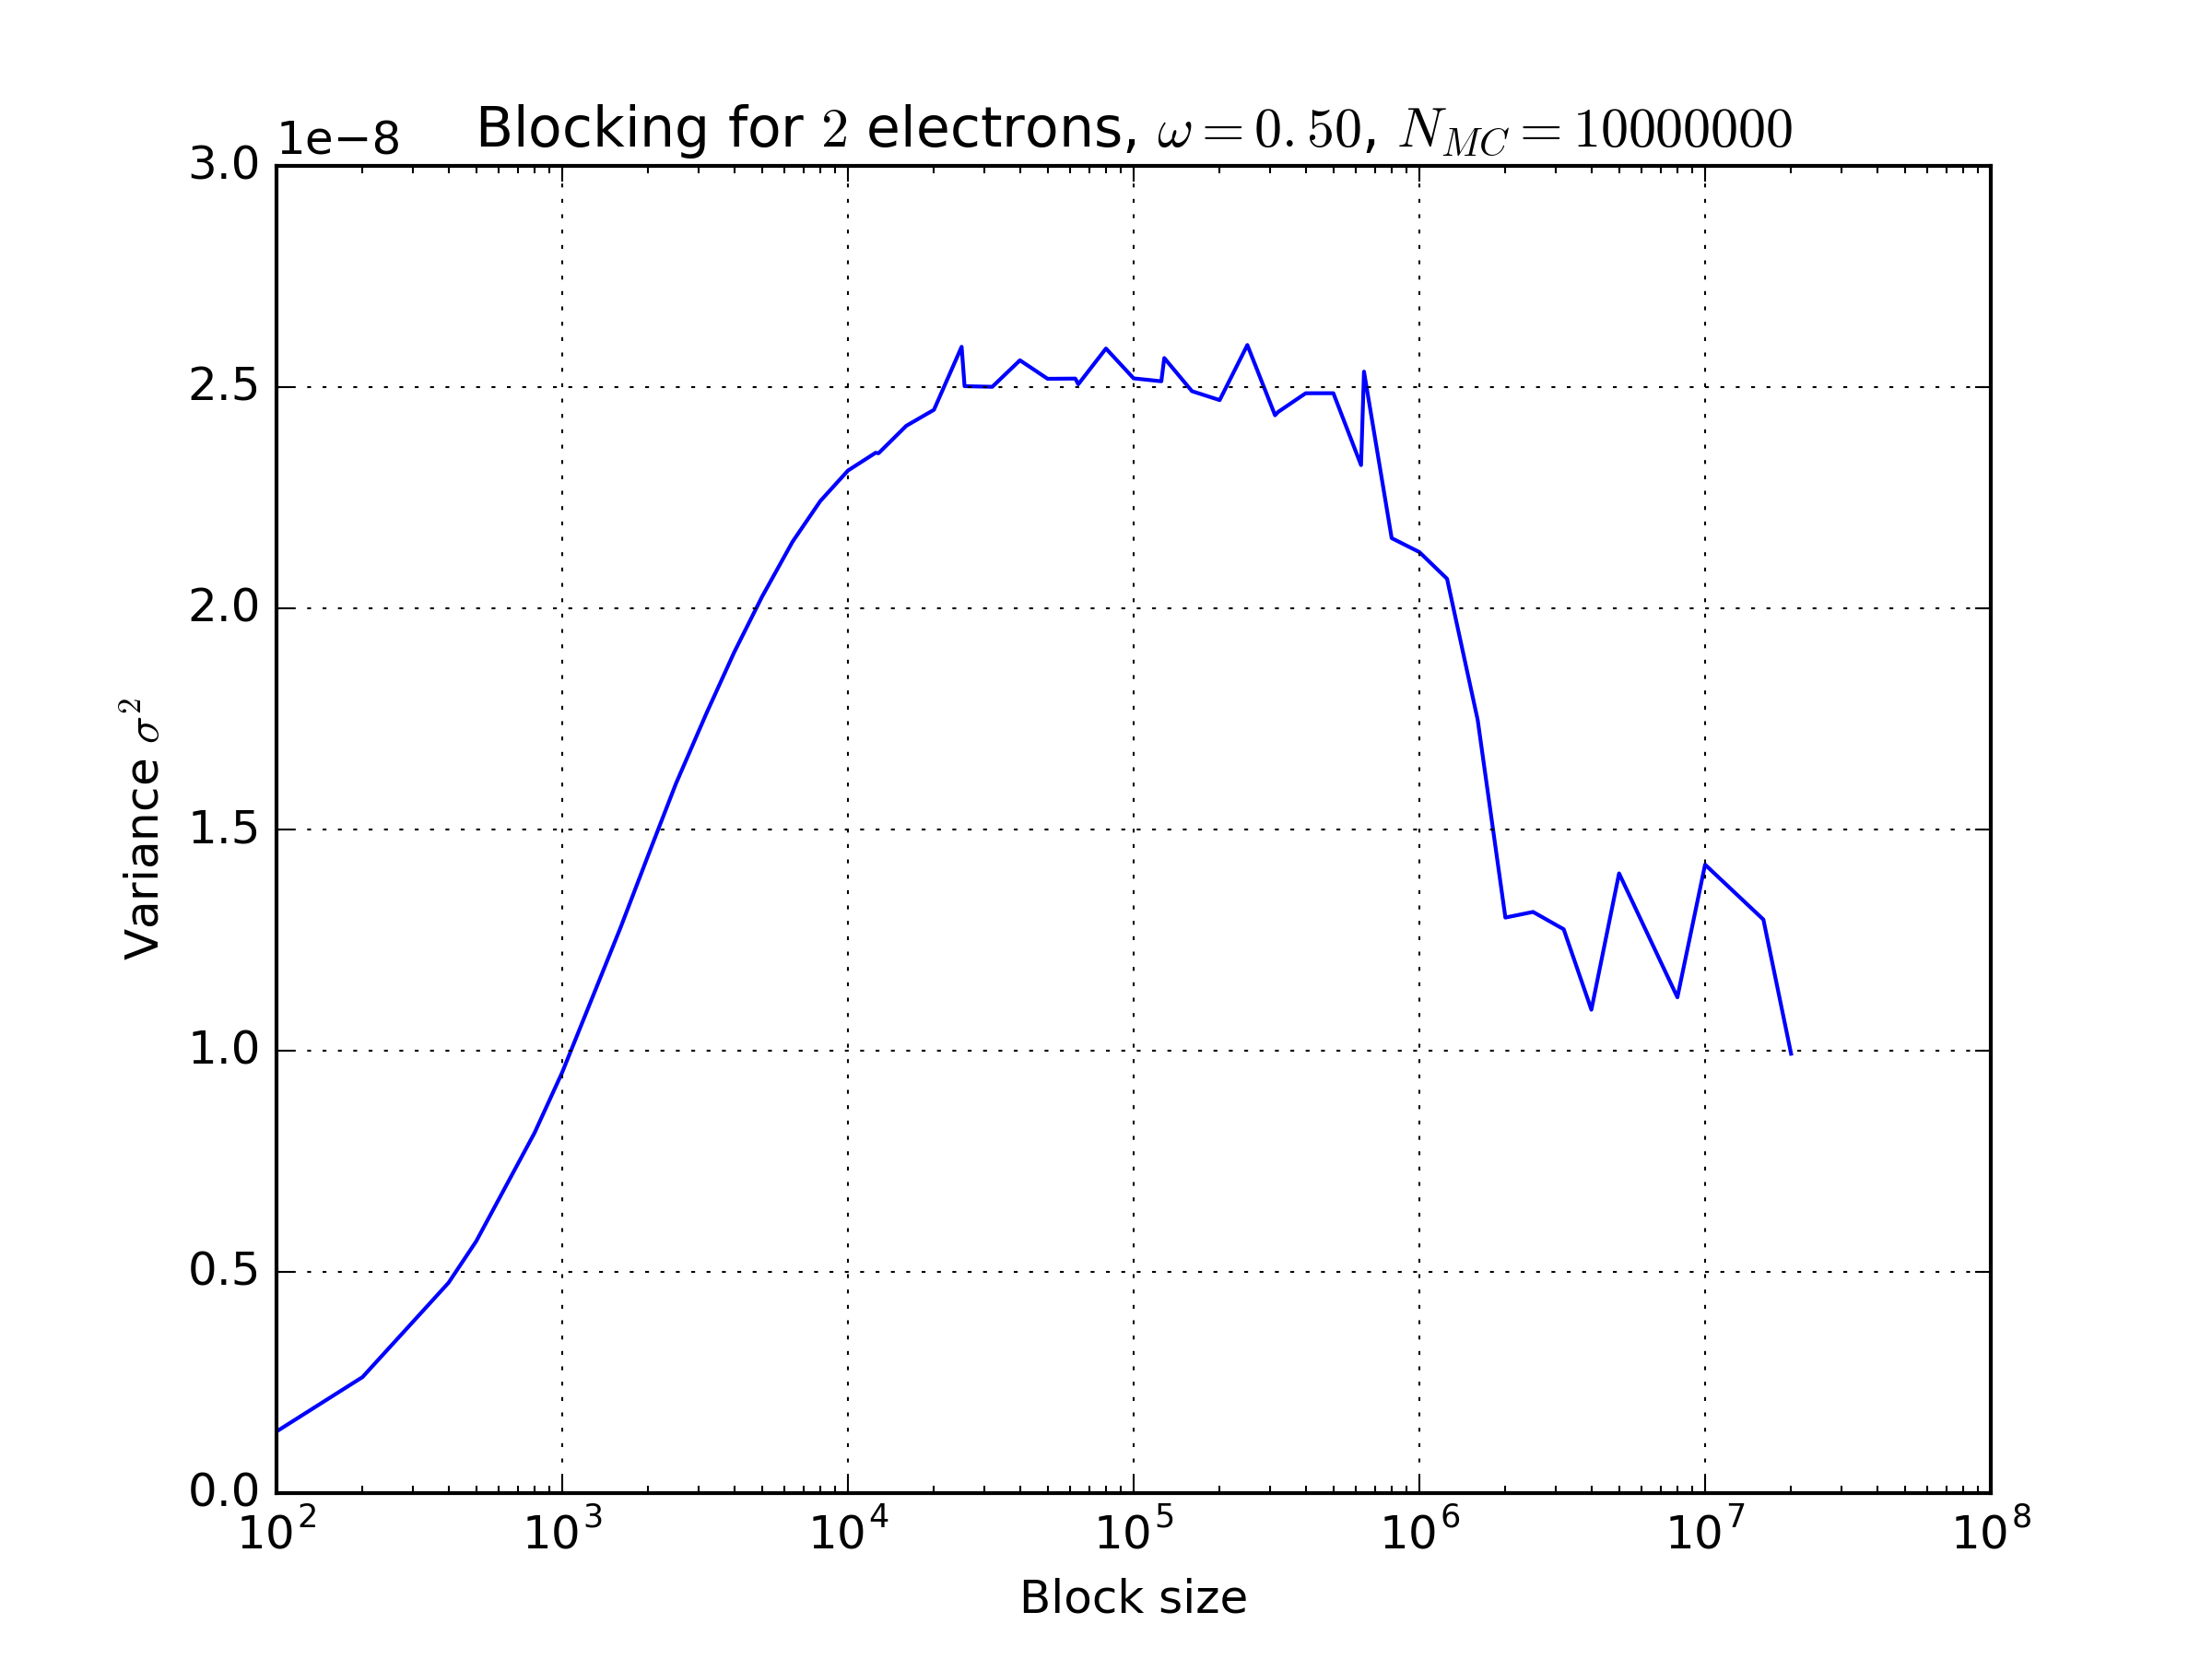 Blocking for 2 electrons, ω = 0.50, N_MC = 10000000
1e−8
3.0
2.5
2.0
1.5
1.0
0.5
0.0
Variance σ²
10² 10³ 10⁴ 10⁵ 10⁶ 10⁷ 10⁸
Block size